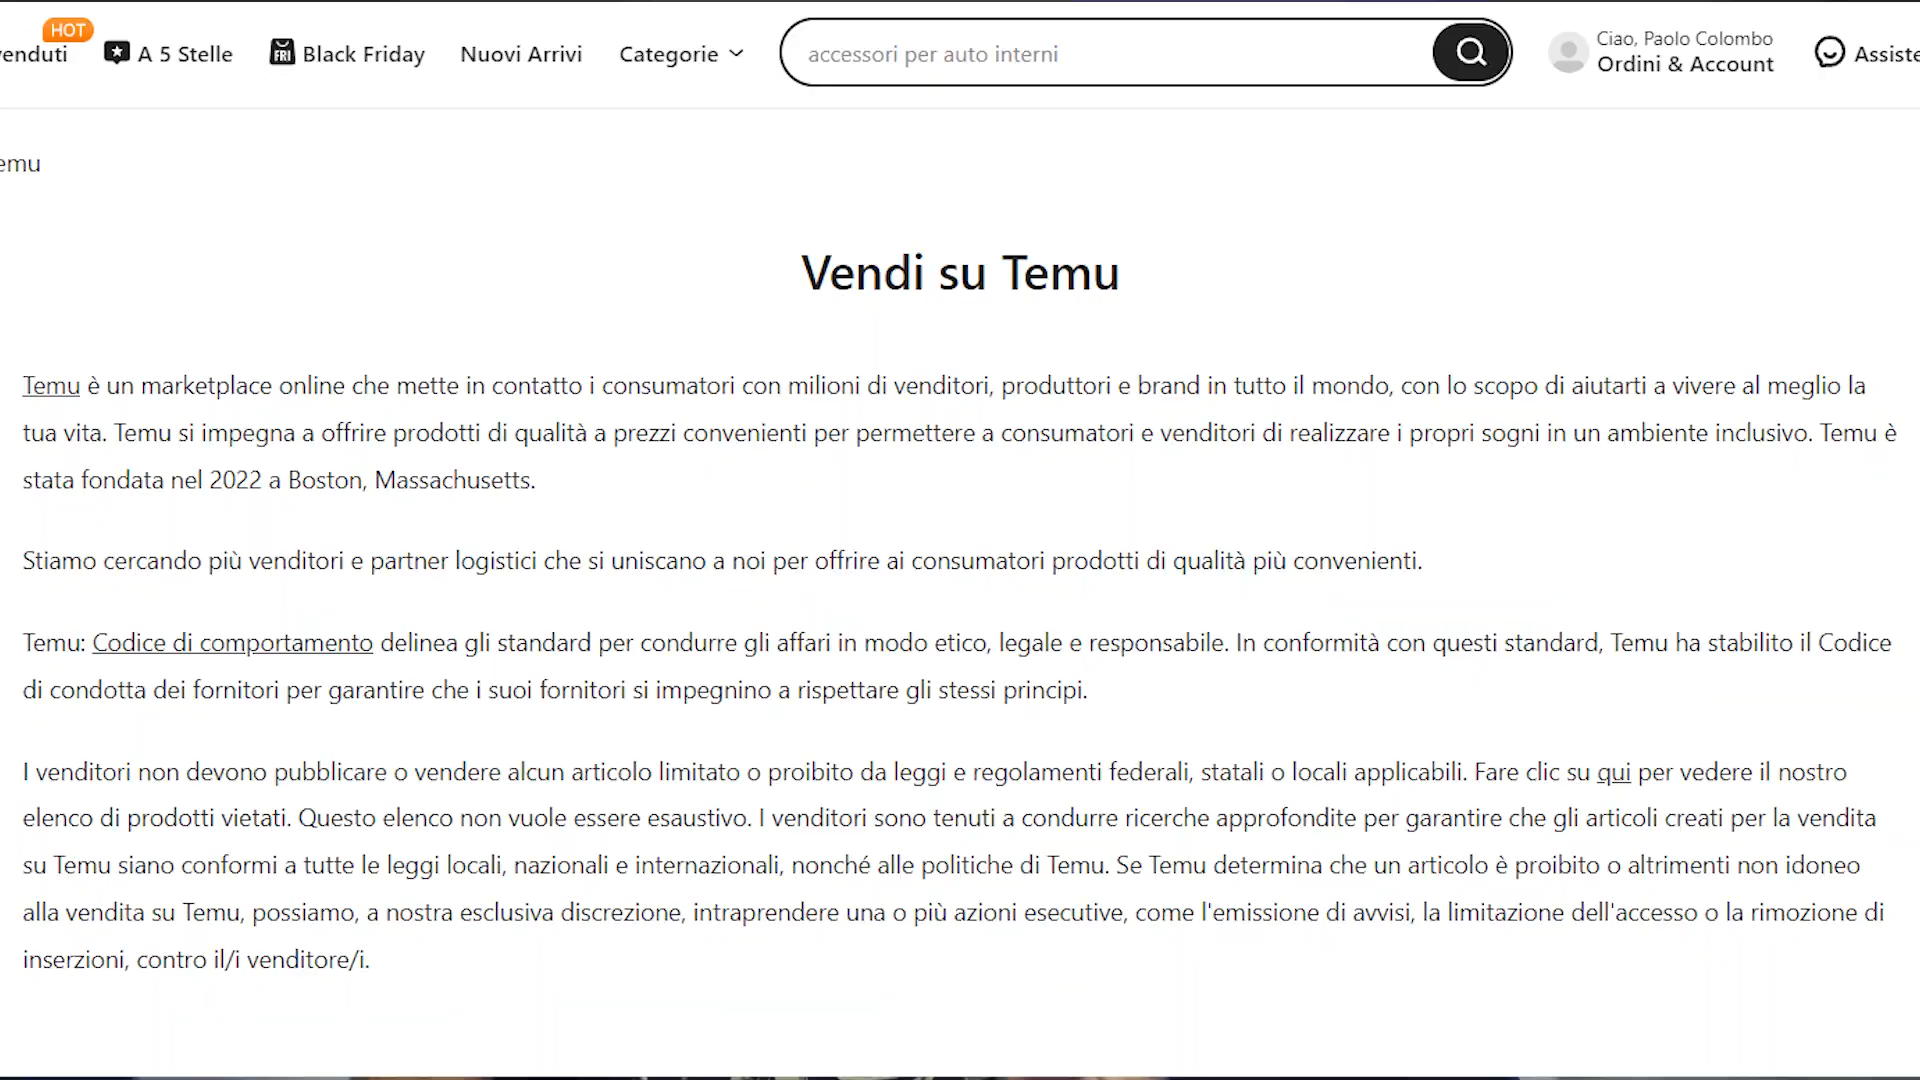 HOT
enduti
A 5 Stelle
FRI
Black Friday
Nuovi Arrivi
Categorie
accessori per auto interni
Ciao, Paolo Colombo
Ordini & Account
Assiste
emu
Vendi su Temu
Temu è un marketplace online che mette in contatto i consumatori con milioni di venditori, produttori e brand in tutto il mondo, con lo scopo di aiutarti a vivere al meglio la
tua vita. Temu si impegna a offrire prodotti di qualità a prezzi convenienti per permettere a consumatori e venditori di realizzare i propri sogni in un ambiente inclusivo. Temu è
stata fondata nel 2022 a Boston, Massachusetts.
Stiamo cercando più venditori e partner logistici che si uniscano a noi per offrire ai consumatori prodotti di qualità più convenienti.
Temu: Codice di comportamento delinea gli standard per condurre gli affari in modo etico, legale e responsabile. In conformità con questi standard, Temu ha stabilito il Codice
di condotta dei fornitori per garantire che i suoi fornitori si impegnino a rispettare gli stessi principi.
I venditori non devono pubblicare o vendere alcun articolo limitato o proibito da leggi e regolamenti federali, statali o locali applicabili. Fare clic su qui per vedere il nostro
elenco di prodotti vietati. Questo elenco non vuole essere esaustivo. I venditori sono tenuti a condurre ricerche approfondite per garantire che gli articoli creati per la vendita
su Temu siano conformi a tutte le leggi locali, nazionali e internazionali, nonché alle politiche di Temu. Se Temu determina che un articolo è proibito o altrimenti non idoneo
alla vendita su Temu, possiamo, a nostra esclusiva discrezione, intraprendere una o più azioni esecutive, come l'emissione di avvisi, la limitazione dell'accesso o la rimozione di
inserzioni, contro il/i venditore/i.